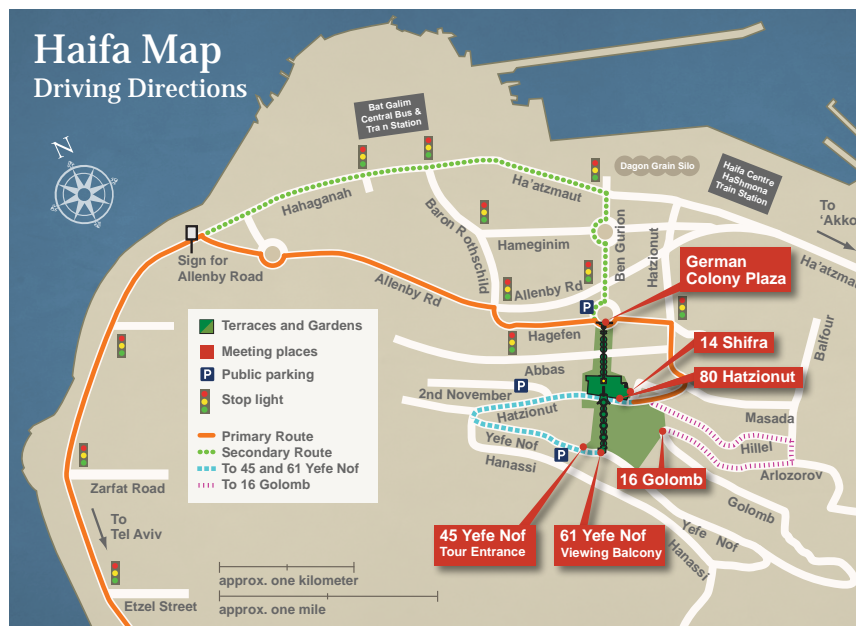 Haifa Map
Driving Directions
N
Bat Galim
Central Bus &
Tra n Station
Dagon Grain Silo
Haifa Centre
HaShmona
Train Station
To
‘Akko
Ha’atzmaut
Hahaganah
Baron Rothschild
Hameginim
Ben Gurion
Hatzionut
Ha’atzma
Sign for
Allenby Road
Allenby Rd
Allenby Rd
German
Colony Plaza
P
Hagefen
14 Shifra
Balfour
Abbas
80 Hatzionut
P
2nd November
Hatzionut
Masada
Yefe Nof
Hillel
P
Hanassi
16 Golomb
Arlozorov
Golomb
Terraces and Gardens
Meeting places
P Public parking
Stop light
Primary Route
Secondary Route
To 45 and 61 Yefe Nof
To 16 Golomb
Zarfat Road
To
Tel Aviv
45 Yefe Nof
Tour Entrance
61 Yefe Nof
Viewing Balcony
Yefe Nof
Hanassi
Etzel Street
approx. one kilometer
approx. one mile